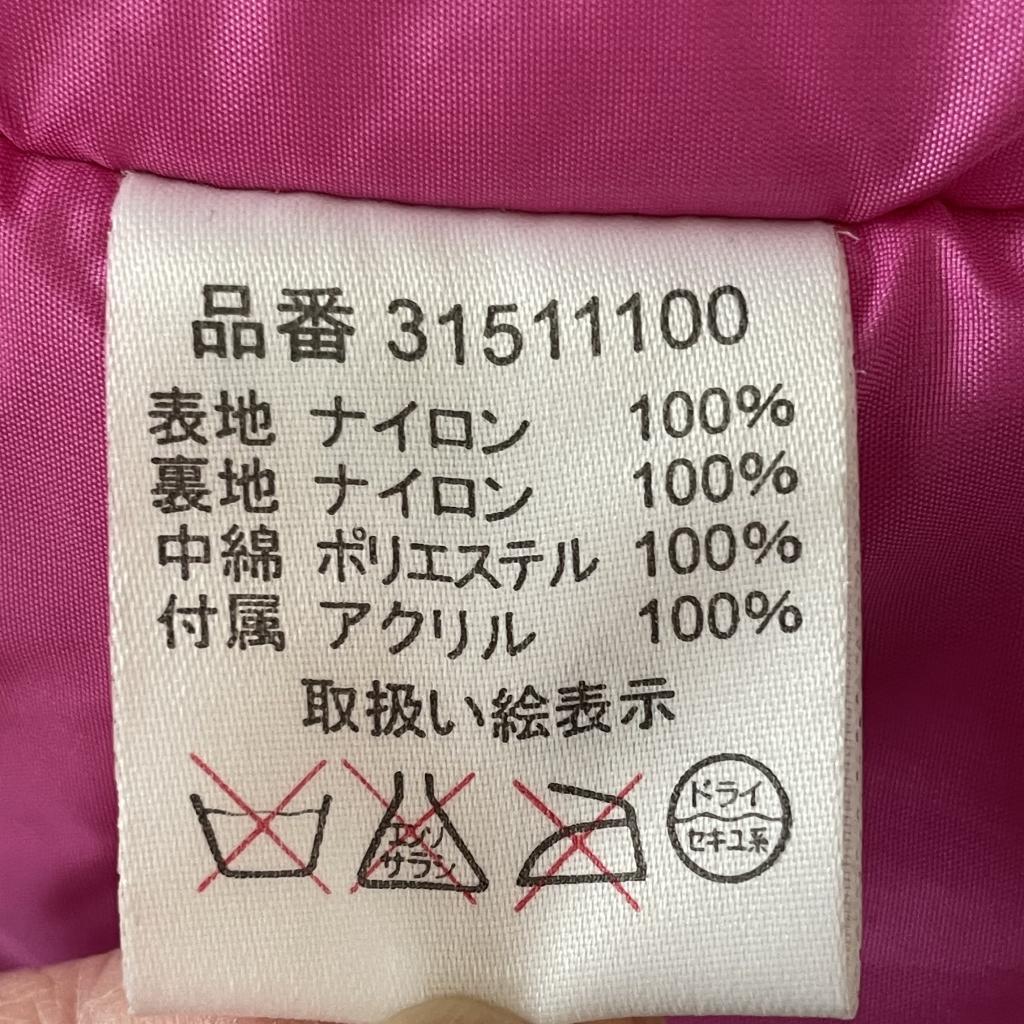 品番 31511100
表地 ナイロン 100%
裏地 ナイロン 100%
中綿 ポリエステル 100%
付属 アクリル 100%
取扱い絵表示
エンソ
サラシ
ドライ
セキユ系